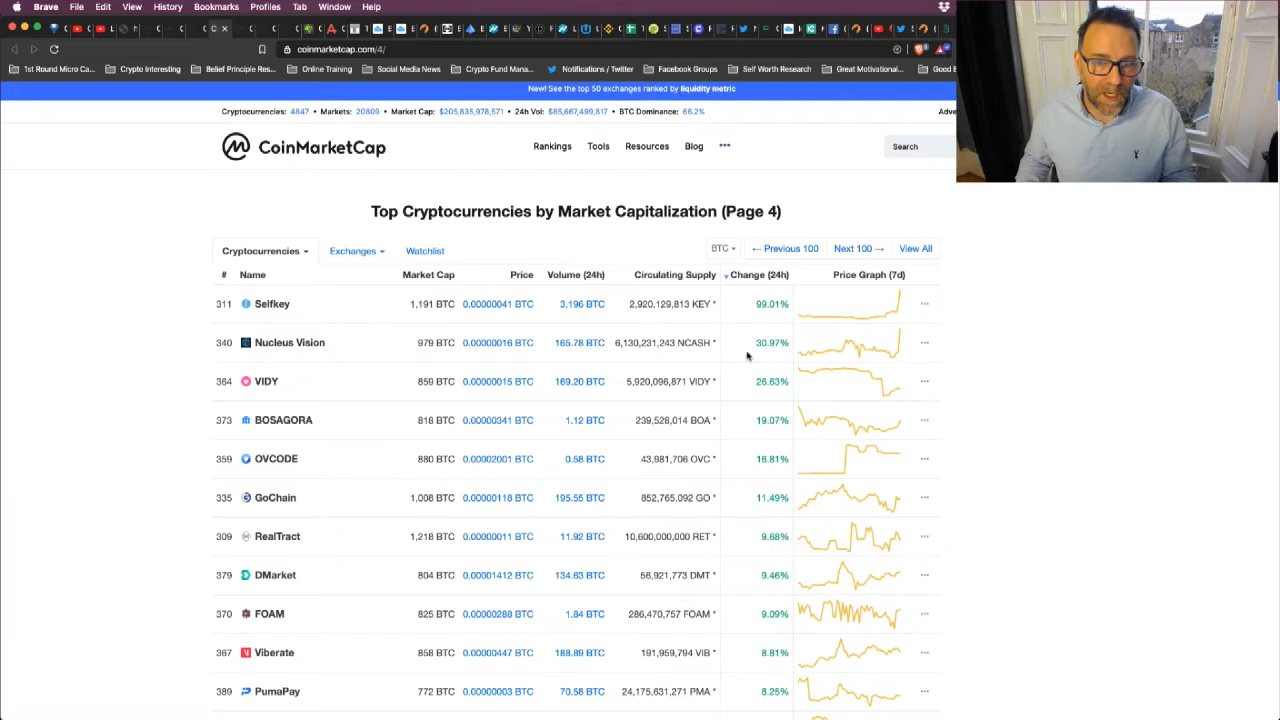 File Edit View History Bookmarks Profiles Tab Window Help
coinmarketcap.com/4/
1st Round Micro Ca... Crypto Interesting Belief Principle Res... Online Training Social Media News Crypto Fund Mana... Notifications / Twitter Facebook Groups Self Worth Research Great Motivational... Good B
New! See the top 50 exchanges ranked by liquidity metric
Cryptocurrencies: 4847 • Markets: 20809 • Market Cap: $205,835,978,571 • 24h Vol: $85,667,499,817 • BTC Dominance: 66.2% Adve
CoinMarketCap Rankings Tools Resources Blog ••• Search
Top Cryptocurrencies by Market Capitalization (Page 4)
Cryptocurrencies Exchanges Watchlist BTC ← Previous 100 Next 100 → View All
# Name Market Cap Price Volume (24h) Circulating Supply Change (24h) Price Graph (7d)
311 Selfkey 1,191 BTC 0.00000041 BTC 3,196 BTC 2,920,129,813 KEY * 99.01%
340 Nucleus Vision 979 BTC 0.00000016 BTC 165.78 BTC 6,130,231,243 NCASH * 30.97%
364 VIDY 859 BTC 0.00000015 BTC 169.20 BTC 5,920,096,871 VIDY * 26.63%
373 BOSAGORA 818 BTC 0.00000341 BTC 1.12 BTC 239,528,014 BOA * 19.07%
359 OVCODE 880 BTC 0.00002001 BTC 0.58 BTC 43,981,706 OVC * 16.81%
335 GoChain 1,008 BTC 0.00000118 BTC 195.55 BTC 852,765,092 GO * 11.49%
309 RealTract 1,218 BTC 0.00000011 BTC 11.92 BTC 10,600,000,000 RET * 9.68%
379 DMarket 804 BTC 0.00001412 BTC 134.63 BTC 56,921,773 DMT * 9.46%
370 FOAM 825 BTC 0.00000288 BTC 1.84 BTC 286,470,757 FOAM * 9.09%
367 Viberate 858 BTC 0.00000447 BTC 188.89 BTC 191,959,794 VIB * 8.81%
389 PumaPay 772 BTC 0.00000003 BTC 70.58 BTC 24,175,631,271 PMA * 8.25%